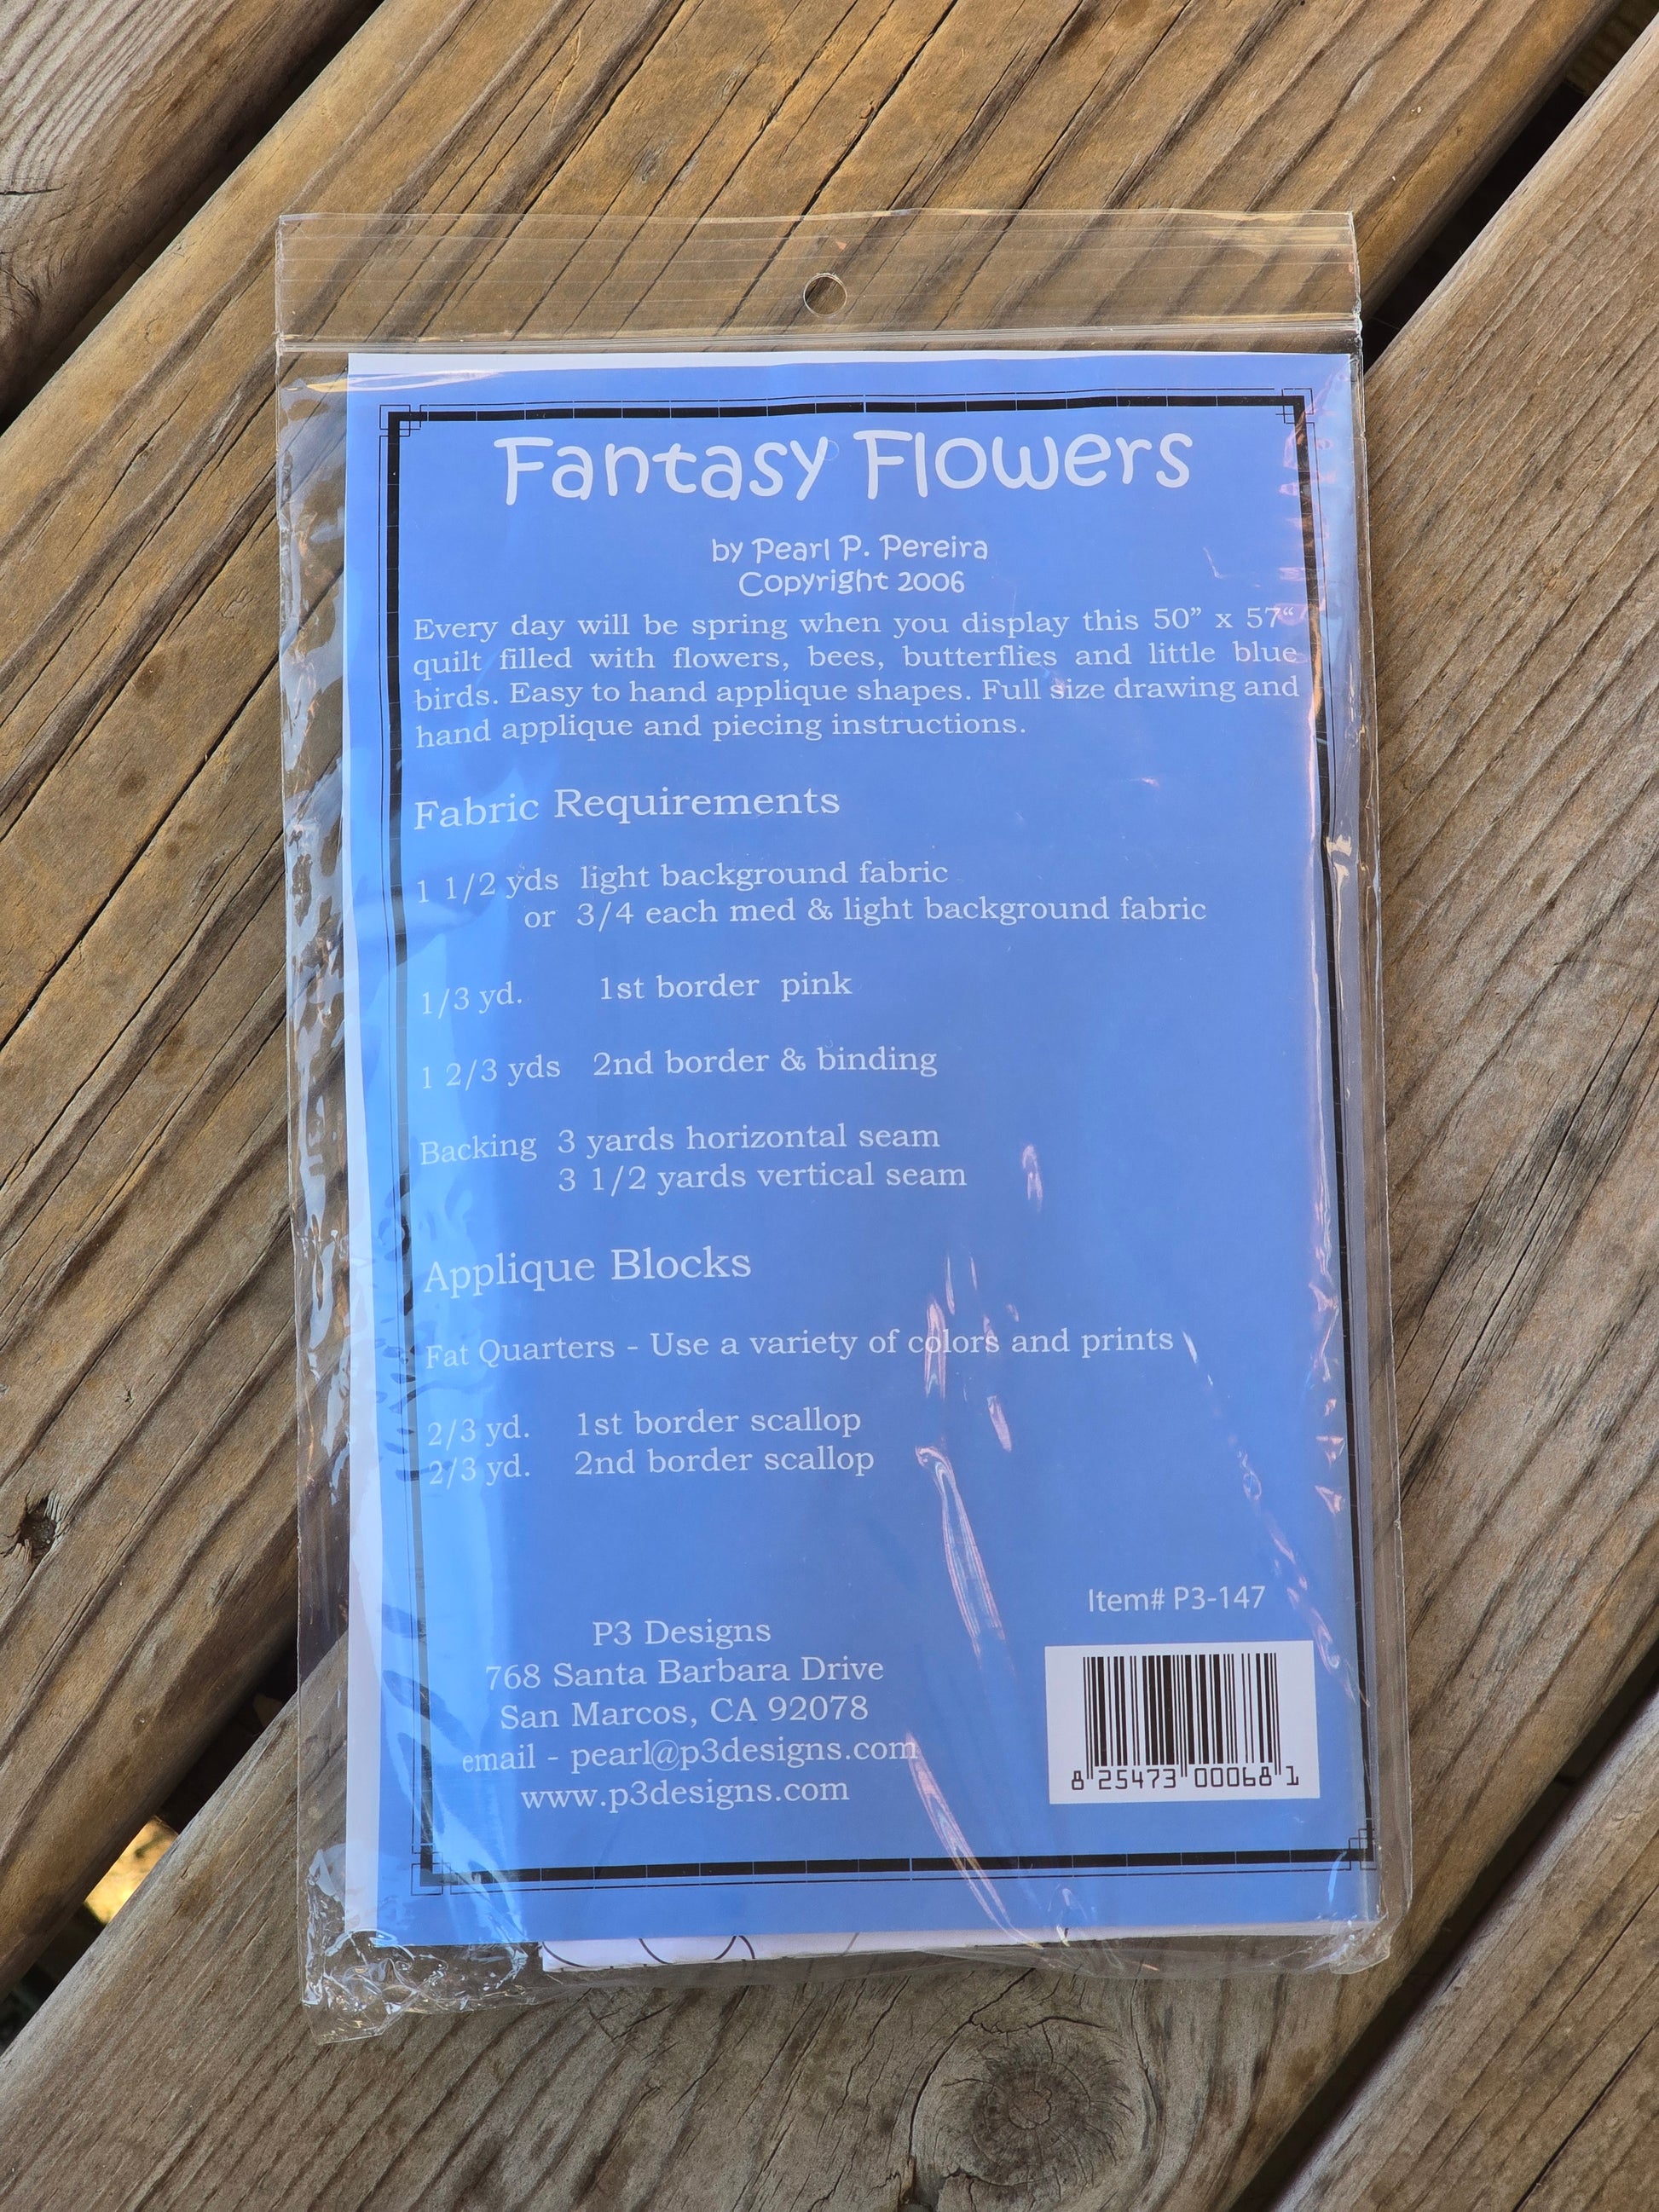 Fantasy Flowers
by Pearl P. Pereira
Copyright 2006
Every day will be spring when you display this 50” x 57“
quilt filled with flowers, bees, butterflies and little blue
birds. Easy to hand applique shapes. Full size drawing and
hand applique and piecing instructions.
Fabric Requirements
1 1/2 yds light background fabric
or 3/4 each med & light background fabric
1/3 yd. 1st border pink
1 2/3 yds 2nd border & binding
Backing 3 yards horizontal seam
3 1/2 yards vertical seam
Applique Blocks
Fat Quarters - Use a variety of colors and prints
2/3 yd. 1st border scallop
2/3 yd. 2nd border scallop
P3 Designs
768 Santa Barbara Drive
San Marcos, CA 92078
email - pearl@p3designs.com
www.p3designs.com
Item# P3-147
8 25473 00068 1